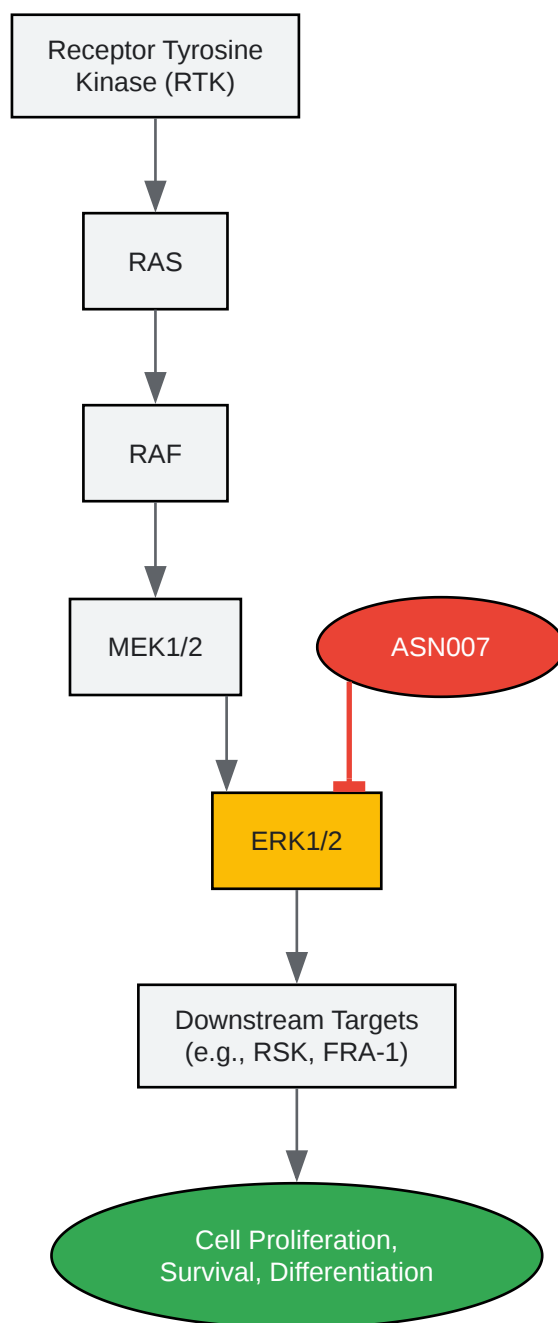 Receptor Tyrosine
Kinase (RTK)
RAS
RAF
MEK1/2
ASN007
ERK1/2
Downstream Targets
(e.g., RSK, FRA-1)
Cell Proliferation,
Survival, Differentiation